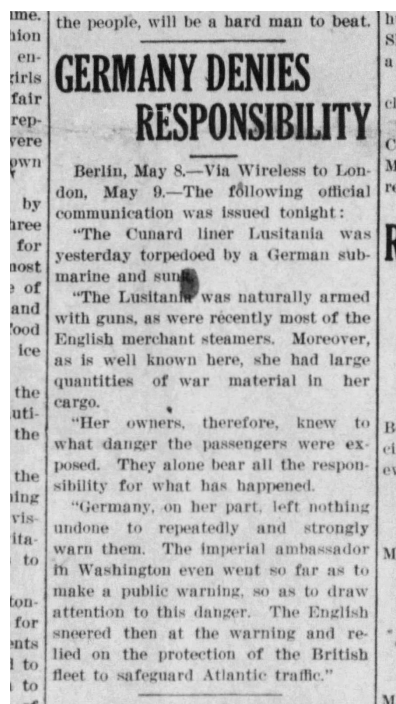 the people, will be a hard man to beat.
GERMANY DENIES
RESPONSIBILITY
Berlin, May 8.—Via Wireless to Lon-
don, May 9.—The following official
communication was issued tonight:
"The Cunard liner Lusitania was
yesterday torpedoed by a German sub-
marine and sunk.
"The Lusitania was naturally armed
with guns, as were recently most of the
English merchant steamers. Moreover,
as is well known here, she had large
quantities of war material in her
cargo.
"Her owners, therefore, knew to
what danger the passengers were ex-
posed. They alone bear all the respon-
sibility for what has happened.
"Germany, on her part, left nothing
undone to repeatedly and strongly
warn them. The imperial ambassador
in Washington even went so far as to
make a public warning, so as to draw
attention to this danger. The English
sneered then at the warning and re-
lied on the protection of the British
fleet to safeguard Atlantic traffic."